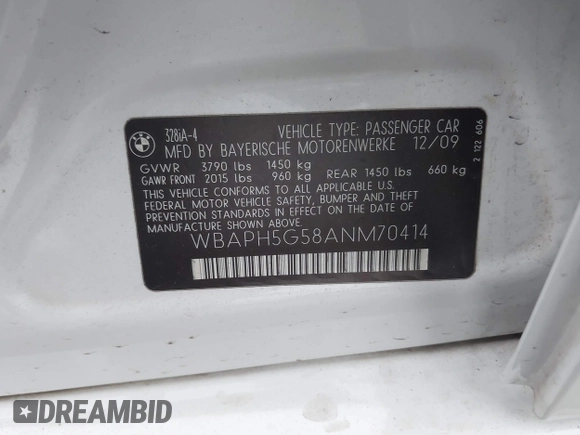 328iA-4 VEHICLE TYPE: PASSENGER CAR
MFD BY BAYERISCHE MOTORENWERKE 12/09
GVWR 3790 lbs 1450 kg
GAWR FRONT 2015 lbs 960 kg REAR 1450 lbs 660 kg
THIS VEHICLE CONFORMS TO ALL APPLICABLE
FEDERAL MOTOR VEHICLE SAFETY, BUMPER, AND
THEFT PREVENTION STANDARDS IN EFFECT ON THE
DATE OF MANUFACTURE SHOWN ABOVE
WBAPH5G58ANM70414
2 122 606
DREAMBID